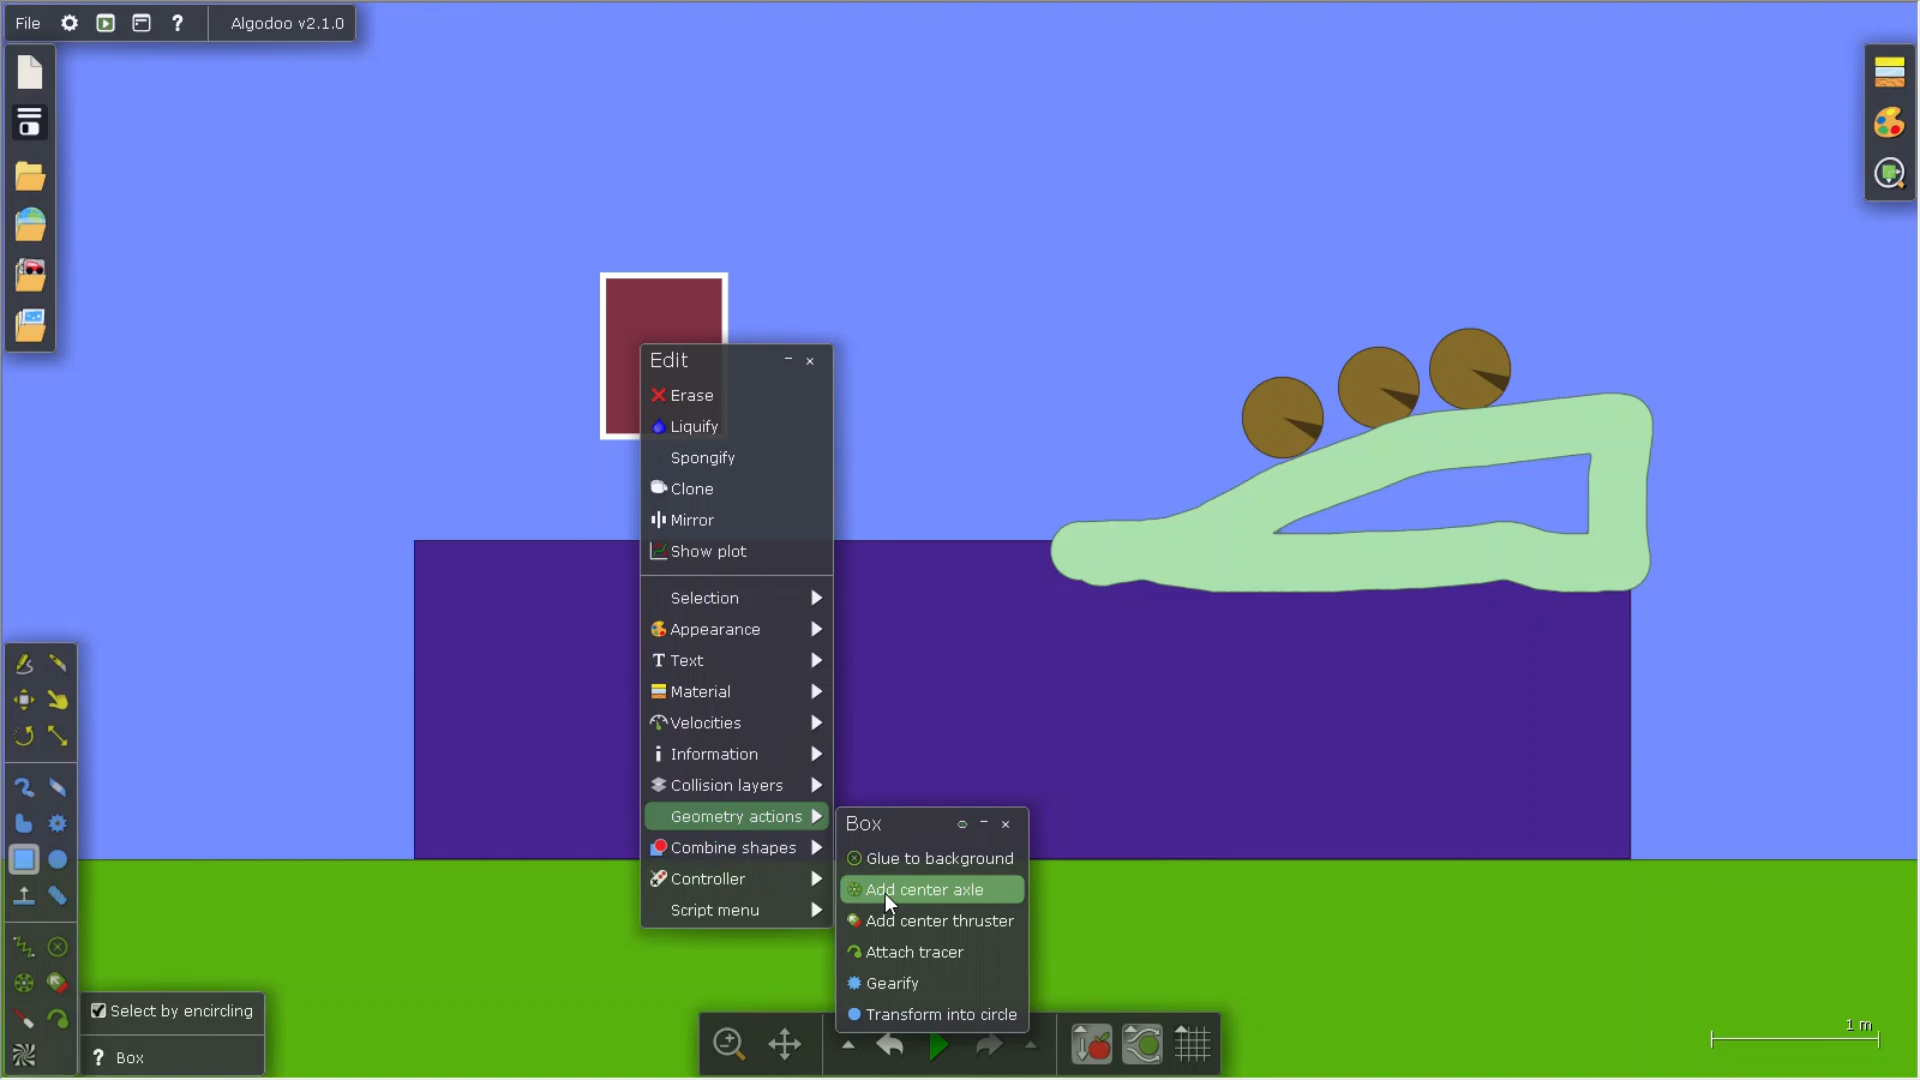 File
Algodoo v2.1.0
Edit
Erase
Liquify
Spongify
Clone
Mirror
Show plot
Selection
Appearance
Text
Material
Velocities
Information
Collision layers
Geometry actions
Combine shapes
Controller
Script menu
Box
Glue to background
Add center axle
Add center thruster
Attach tracer
Gearify
Transform into circle
Select by encircling
? Box
1 m